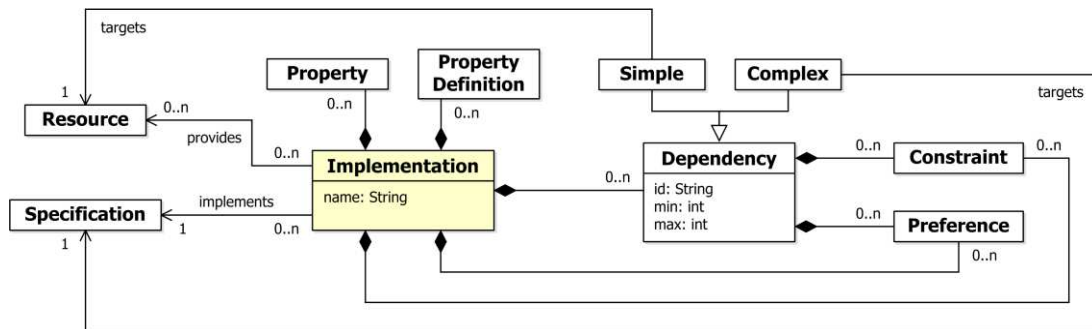 targets
Property
Property
Definition
Simple
Complex
1
0..n
0..n
0..n
targets
Resource
provides
0..n
Implementation
name: String
0..n
Dependency
id: String
min: int
max: int
0..n
Constraint
0..n
implements
Specification
1
0..n
1
0..n
Preference
0..n